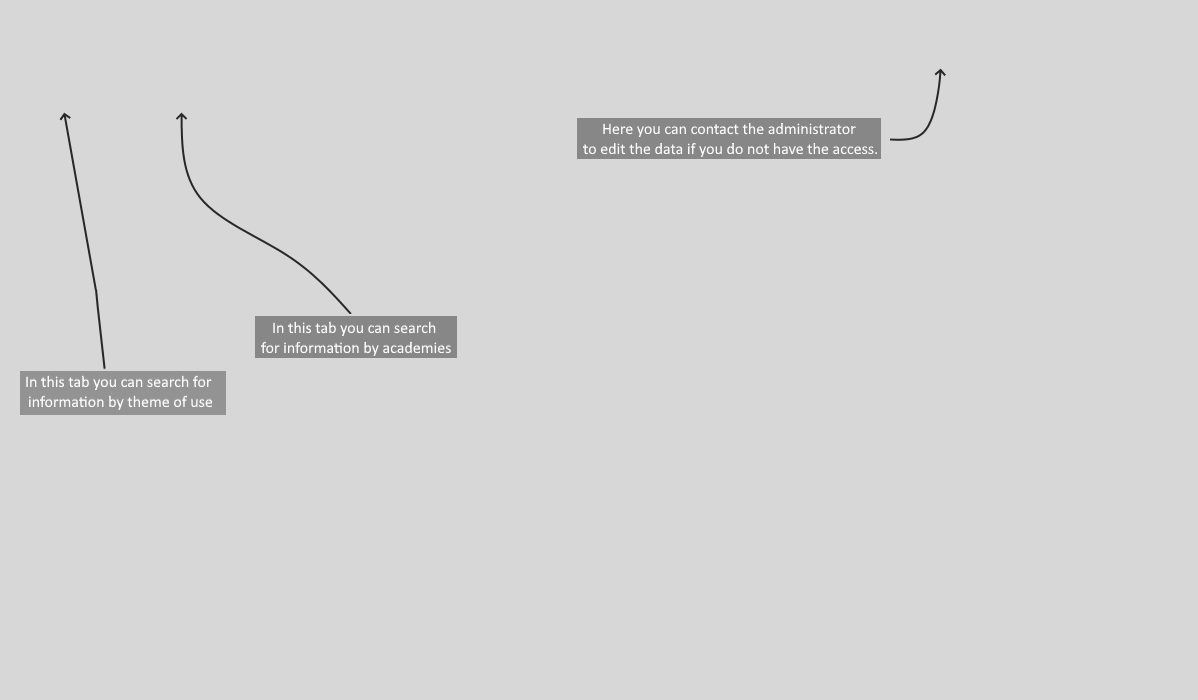 Here you can contact the administrator
to edit the data if you do not have the access.
In this tab you can search
for information by academies
In this tab you can search for
information by theme of use